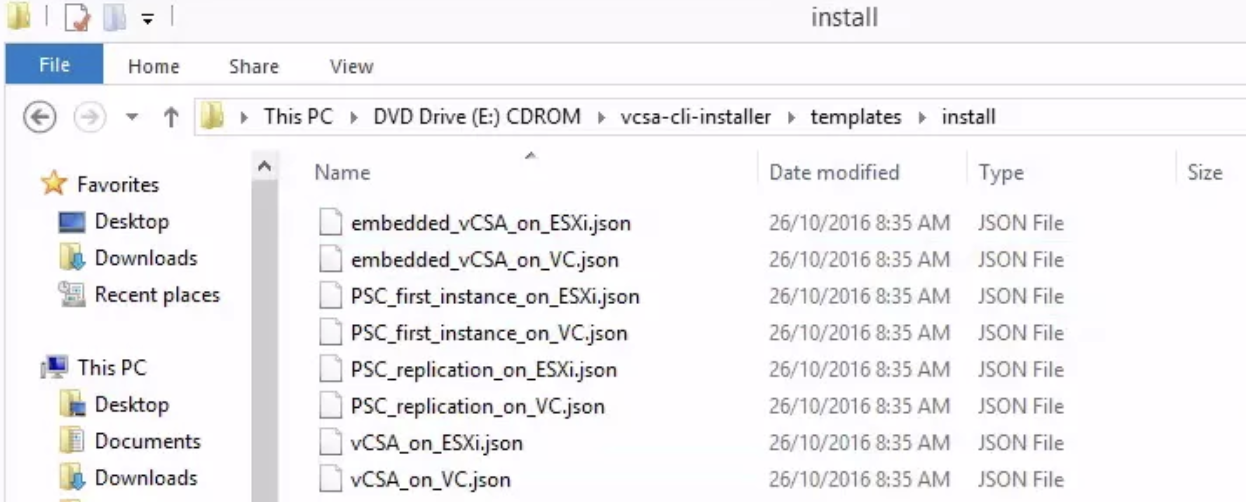 install
File Home Share View
This PC DVD Drive (E:) CDROM vcsa-cli-installer templates install
Name Date modified Type Size
Favorites
Desktop
Downloads
Recent places
This PC
Desktop
Documents
Downloads
embedded_vCSA_on_ESXi.json 26/10/2016 8:35 AM JSON File
embedded_vCSA_on_VC.json 26/10/2016 8:35 AM JSON File
PSC_first_instance_on_ESXi.json 26/10/2016 8:35 AM JSON File
PSC_first_instance_on_VC.json 26/10/2016 8:35 AM JSON File
PSC_replication_on_ESXi.json 26/10/2016 8:35 AM JSON File
PSC_replication_on_VC.json 26/10/2016 8:35 AM JSON File
vCSA_on_ESXi.json 26/10/2016 8:35 AM JSON File
vCSA_on_VC.json 26/10/2016 8:35 AM JSON File